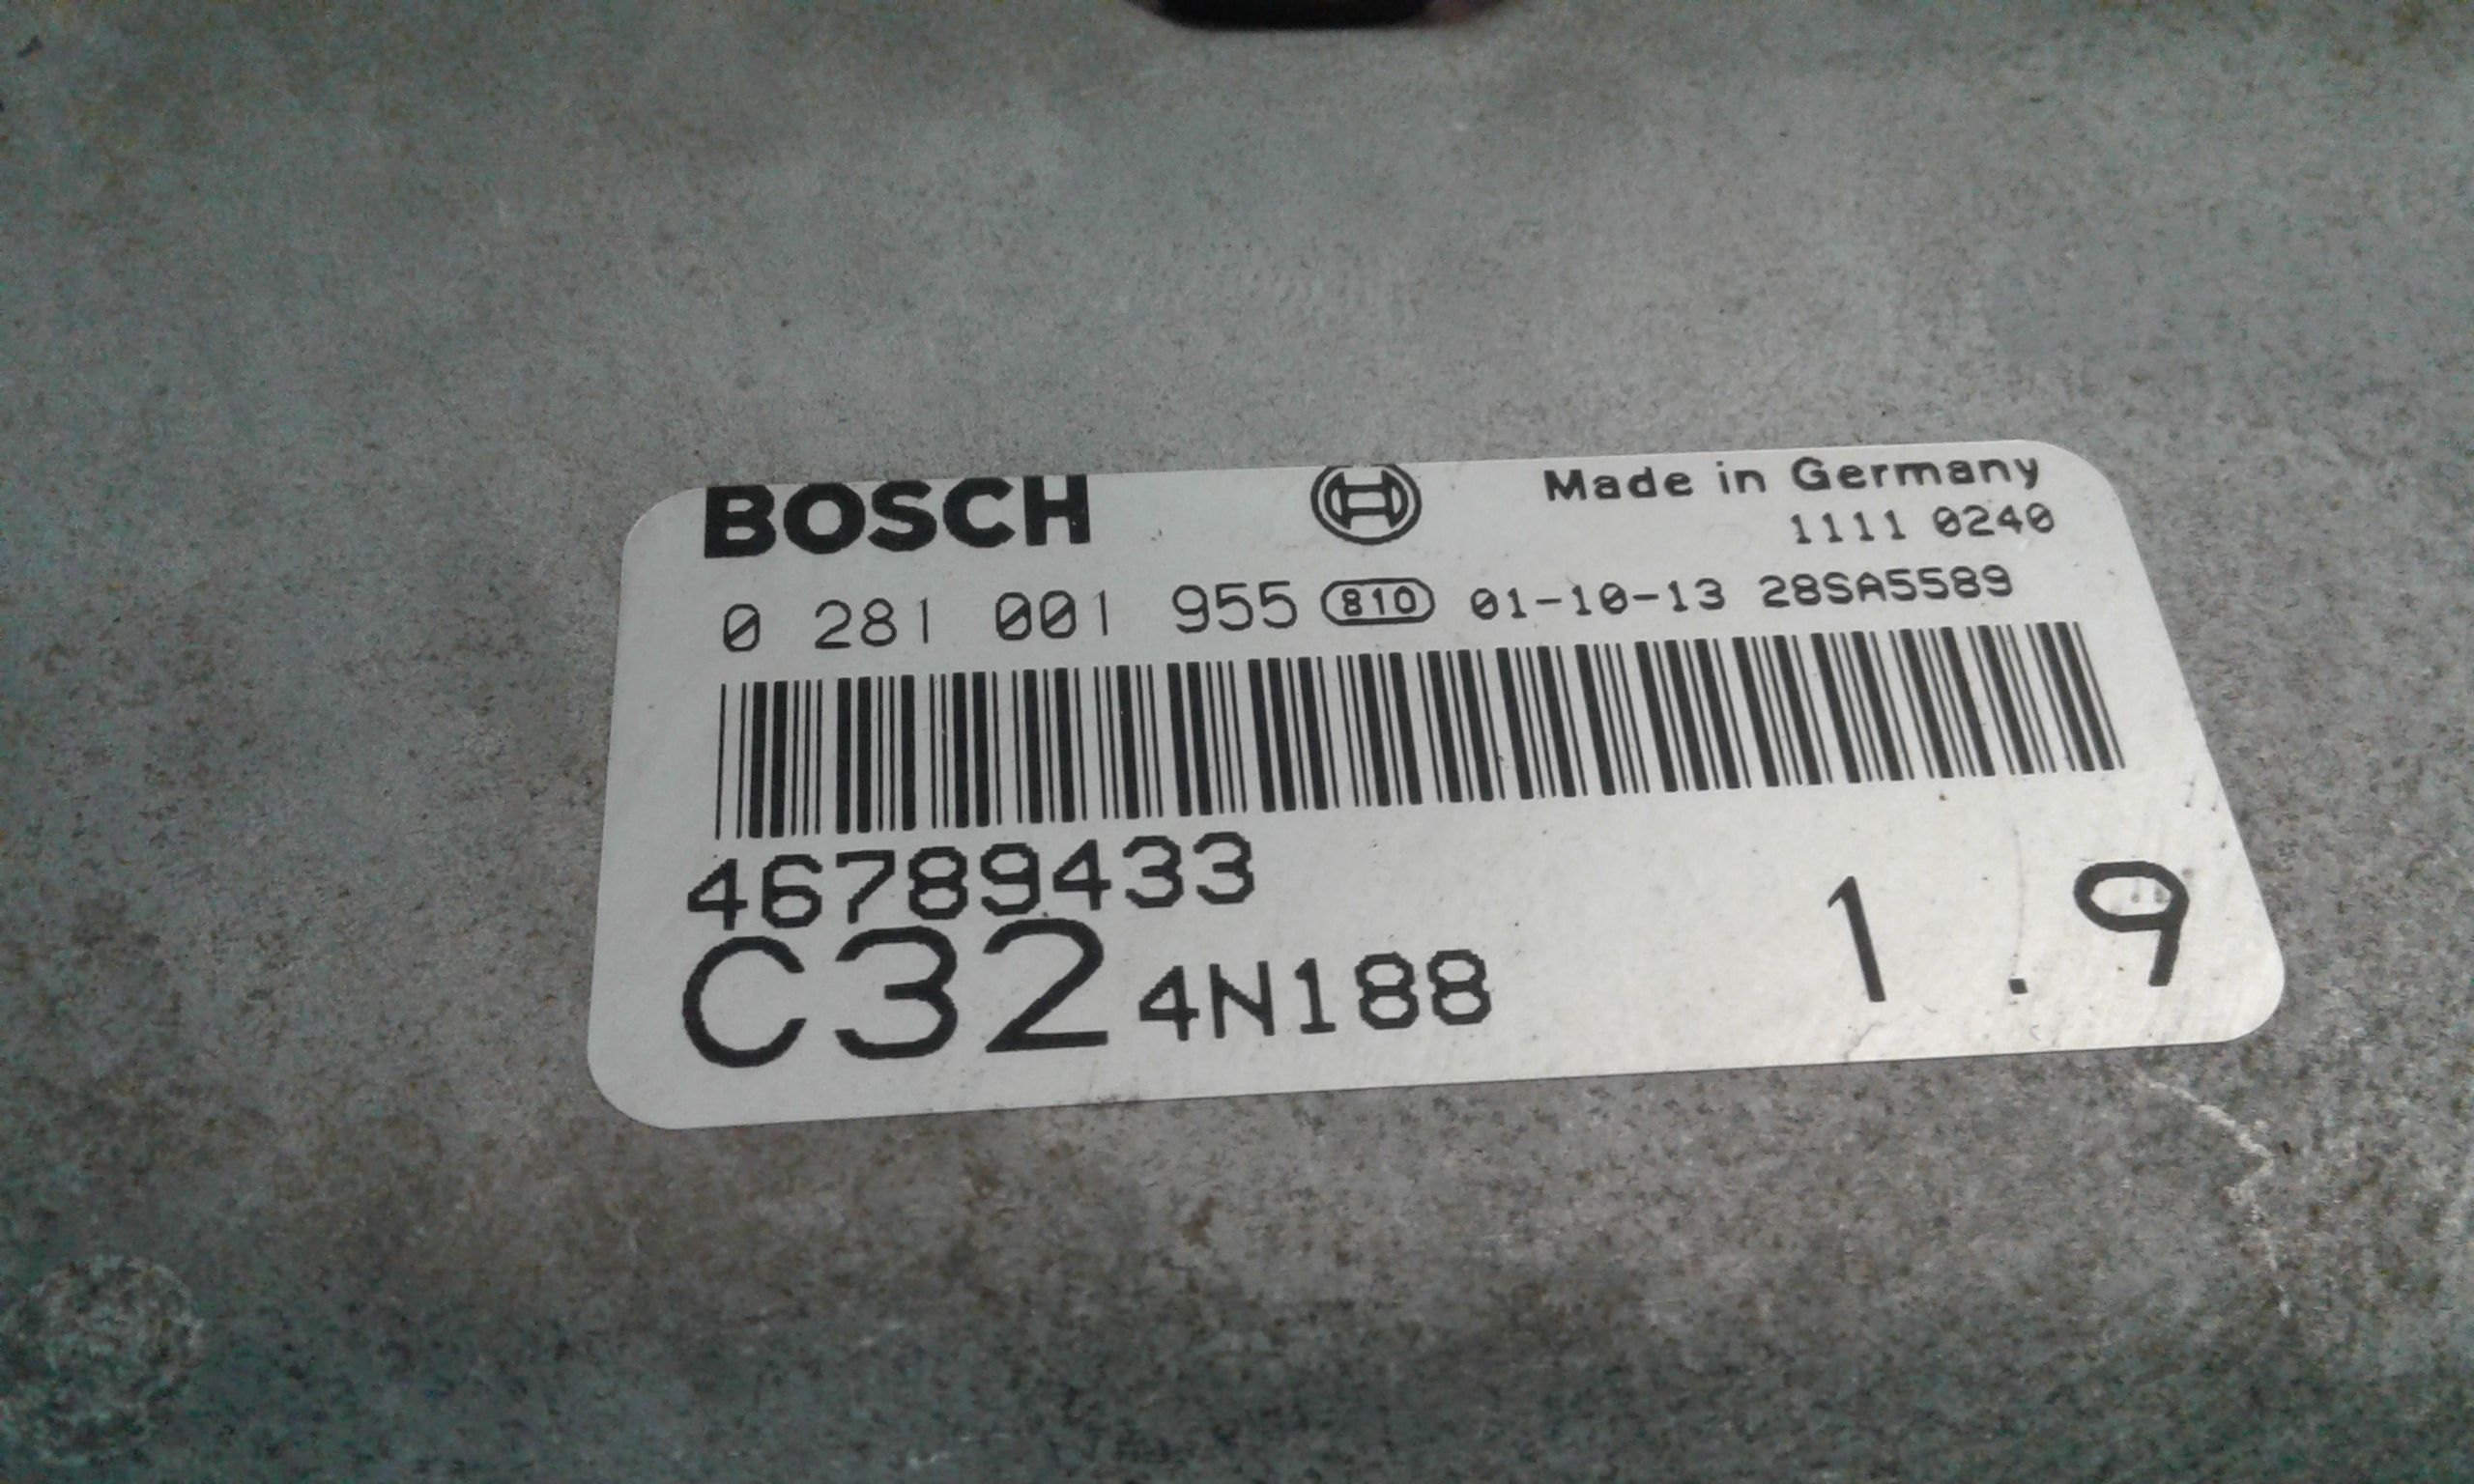 BOSCH
Made in Germany
1111 0240
0 281 001 955 810 01-10-13 28SA5589
46789433
C32 4N188 1.9